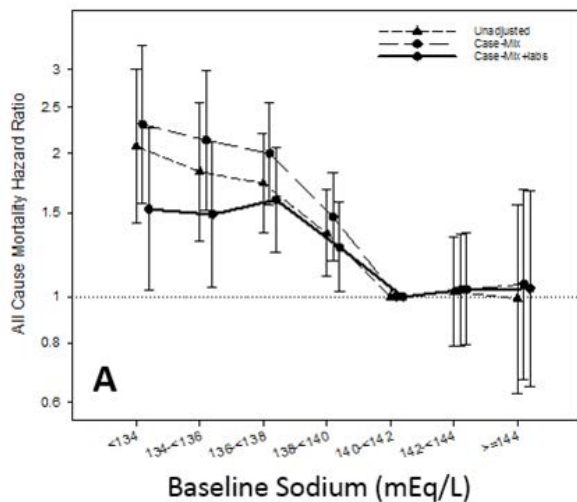 Unadjusted
Case-Mix
Case-Mix+labs
All Cause Mortality Hazard Ratio
3
2.5
2
1.5
1
0.8
0.6
A
<134
134-<136
136-<138
138-<140
140-<142
142-<144
>=144
Baseline Sodium (mEq/L)